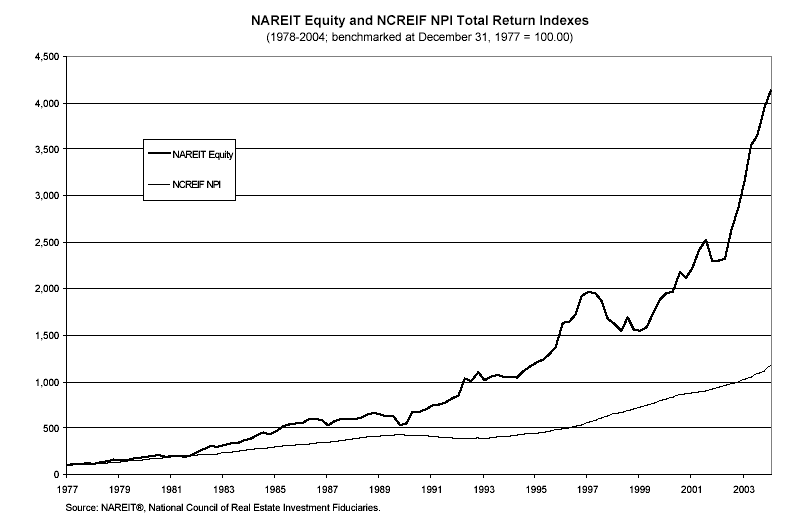 NAREIT Equity and NCREIF NPI Total Return Indexes
(1978-2004; benchmarked at December 31, 1977 = 100.00)
4,500
4,000
3,500
3,000
2,500
2,000
1,500
1,000
500
0
NAREIT Equity
NCREIF NPI
1977 1979 1981 1983 1985 1987 1989 1991 1993 1995 1997 1999 2001 2003
Source: NAREIT®, National Council of Real Estate Investment Fiduciaries.